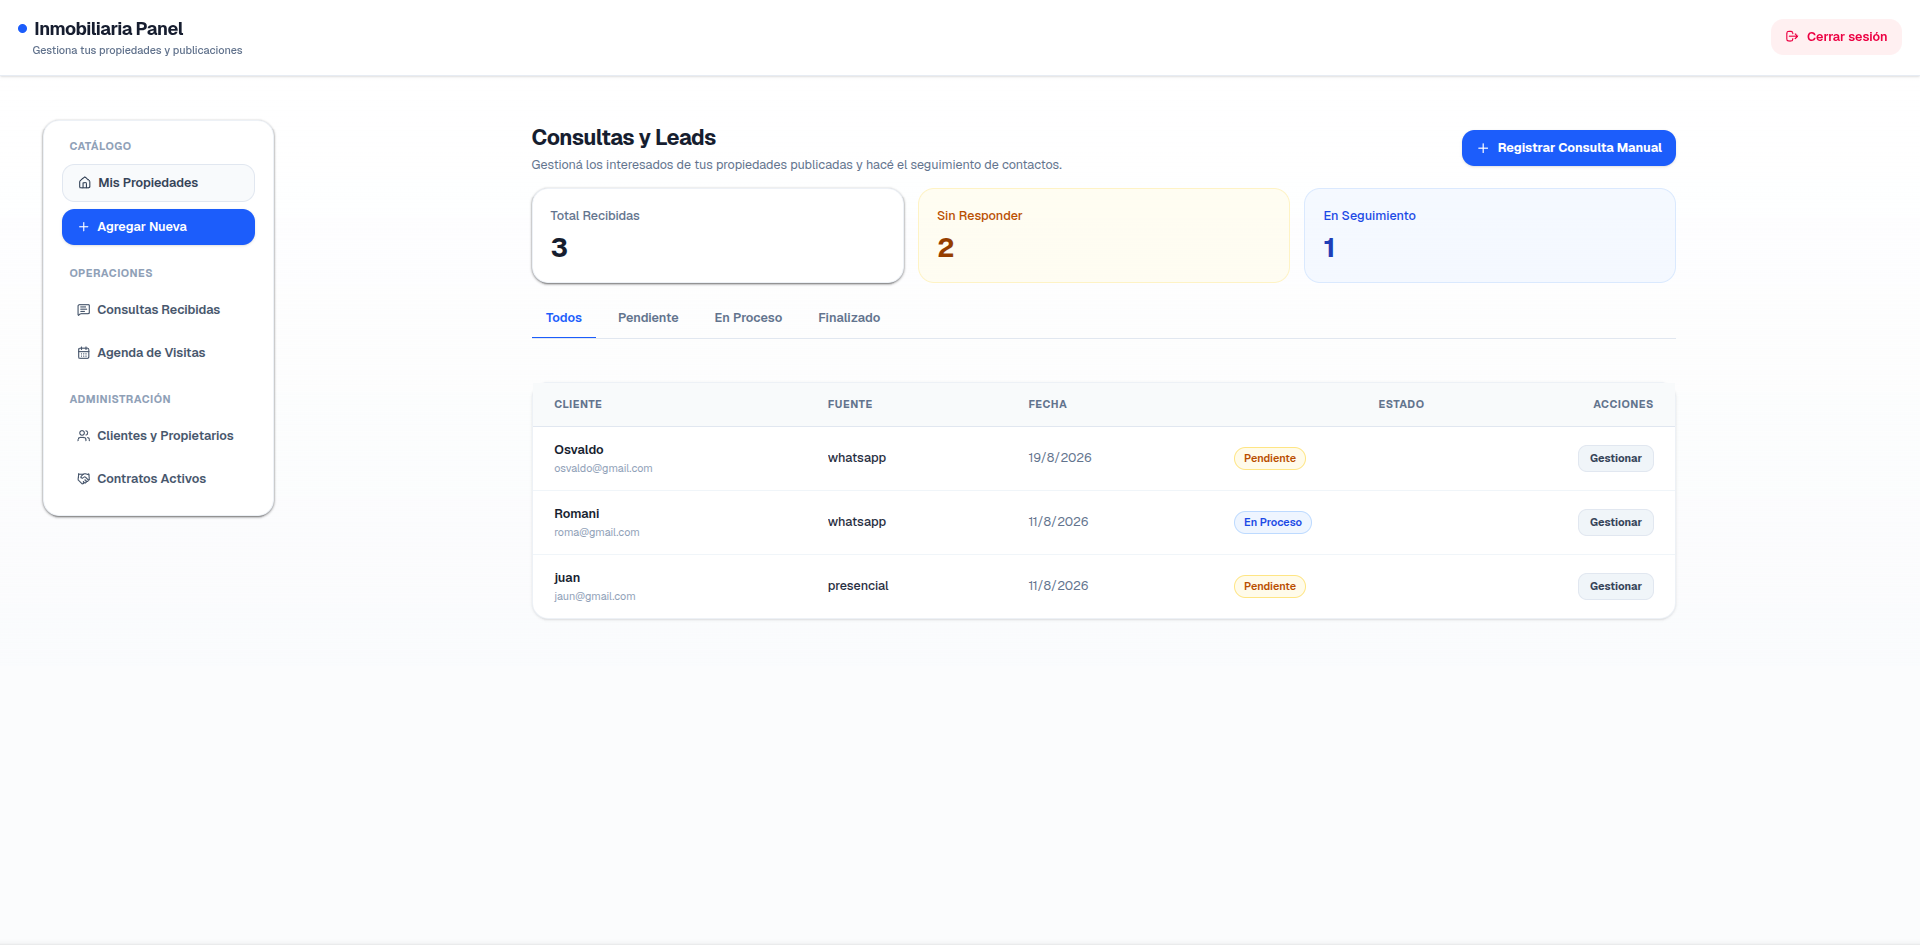 Inmobiliaria Panel
Gestiona tus propiedades y publicaciones
Cerrar sesión
CATÁLOGO
Mis Propiedades
Agregar Nueva
OPERACIONES
Consultas Recibidas
Agenda de Visitas
ADMINISTRACIÓN
Clientes y Propietarios
Contratos Activos
Consultas y Leads
Gestioná los interesados de tus propiedades publicadas y hacé el seguimiento de contactos.
Registrar Consulta Manual
Total Recibidas
3
Sin Responder
2
En Seguimiento
1
Todos Pendiente En Proceso Finalizado
CLIENTE FUENTE FECHA ESTADO ACCIONES
Osvaldo
osvaldo@gmail.com
whatsapp 19/8/2026 Pendiente Gestionar
Romani
roma@gmail.com
whatsapp 11/8/2026 En Proceso Gestionar
juan
jaun@gmail.com
presencial 11/8/2026 Pendiente Gestionar